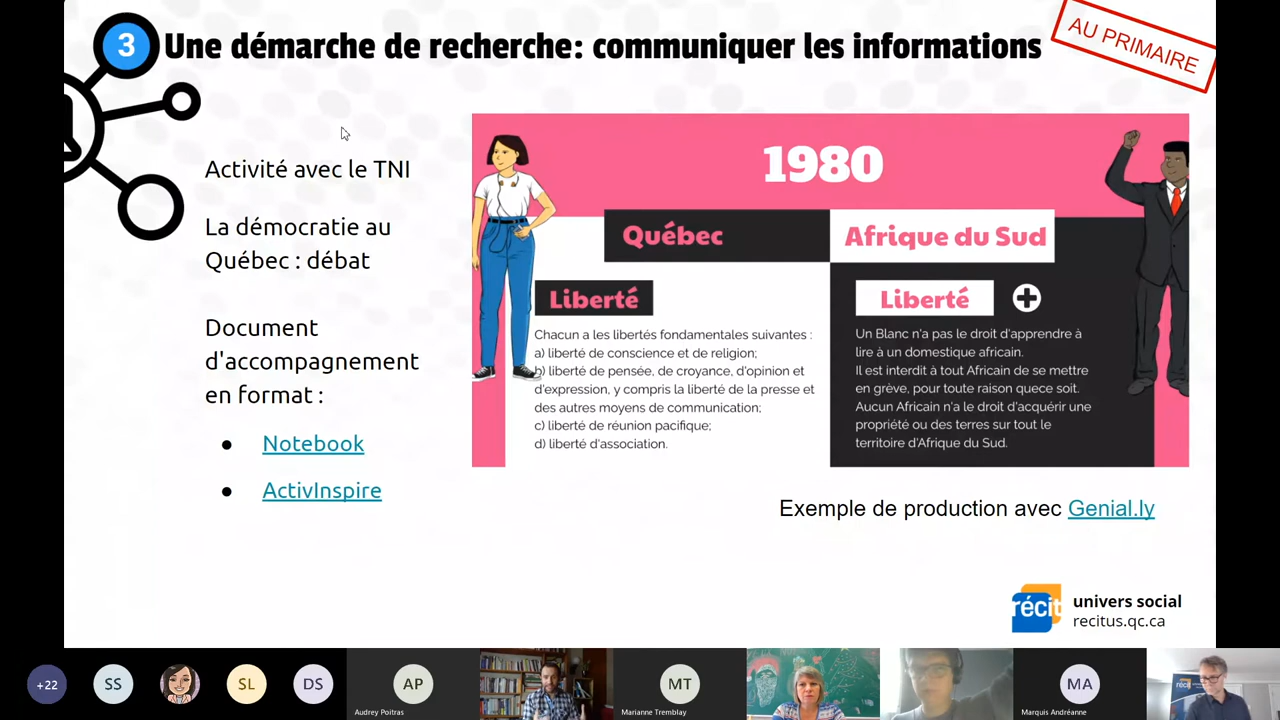 3
Une démarche de recherche: communiquer les informations
AU PRIMAIRE
Activité avec le TNI
La démocratie au
Québec : débat
Document
d'accompagnement
en format :
● Notebook
● ActivInspire
1980
Québec
Afrique du Sud
Liberté
Chacun a les libertés fondamentales suivantes :
a) liberté de conscience et de religion;
b) liberté de pensée, de croyance, d'opinion et
d'expression, y compris la liberté de la presse et
des autres moyens de communication;
c) liberté de réunion pacifique;
d) liberté d'association.
Liberté
Un Blanc n'a pas le droit d'apprendre à
lire à un domestique africain.
Il est interdit à tout Africain de se mettre
en grève, pour toute raison quece soit.
Aucun Africain n'a le droit d'acquérir une
propriété ou des terres sur tout le
territoire d'Afrique du Sud.
Exemple de production avec Genial.ly
récit
univers social
recitus.qc.ca
+22
SS
SL
DS
AP
Audrey Poitras
MT
Marianne Tremblay
MA
Marquis Andréanne
récit